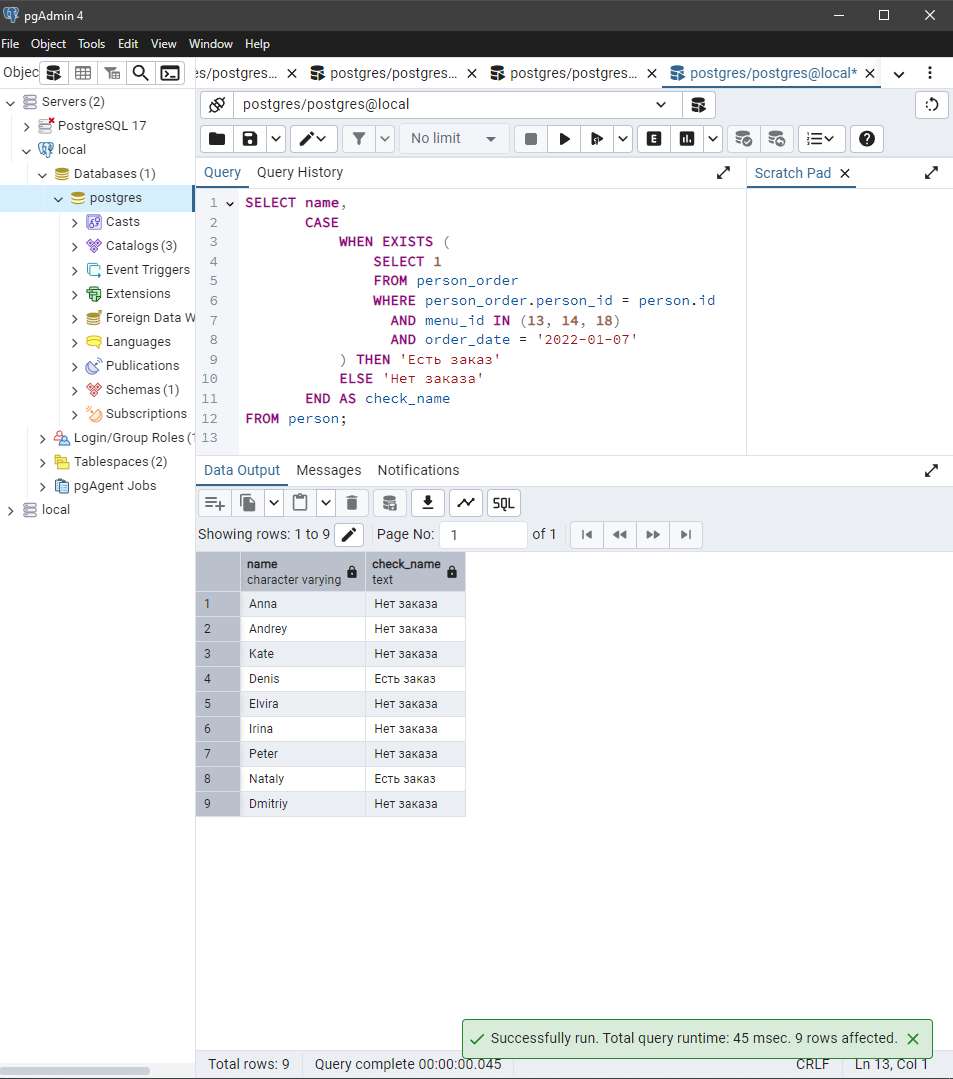 pgAdmin 4
File Object Tools Edit View Window Help
Objec
es/postgres... postgres/postgres... postgres/postgres... postgres/postgres@local*
Servers (2)
PostgreSQL 17
local
Databases (1)
postgres
Casts
Catalogs (3)
Event Triggers
Extensions
Foreign Data W
Languages
Publications
Schemas (1)
Subscriptions
Login/Group Roles (1
Tablespaces (2)
pgAgent Jobs
local
postgres/postgres@local
No limit
E
Query Query History
Scratch Pad
1 SELECT name,
2 CASE
3 WHEN EXISTS (
4 SELECT 1
5 FROM person_order
6 WHERE person_order.person_id = person.id
7 AND menu_id IN (13, 14, 18)
8 AND order_date = '2022-01-07'
9 ) THEN 'Есть заказ'
10 ELSE 'Нет заказа'
11 END AS check_name
12 FROM person;
13
Data Output Messages Notifications
SQL
Showing rows: 1 to 9 Page No: 1 of 1
name check_name
character varying text
1 Anna Нет заказа
2 Andrey Нет заказа
3 Kate Нет заказа
4 Denis Есть заказ
5 Elvira Нет заказа
6 Irina Нет заказа
7 Peter Нет заказа
8 Nataly Есть заказ
9 Dmitriy Нет заказа
Successfully run. Total query runtime: 45 msec. 9 rows affected.
Total rows: 9 Query complete 00:00:00.045 CRLF Ln 13, Col 1